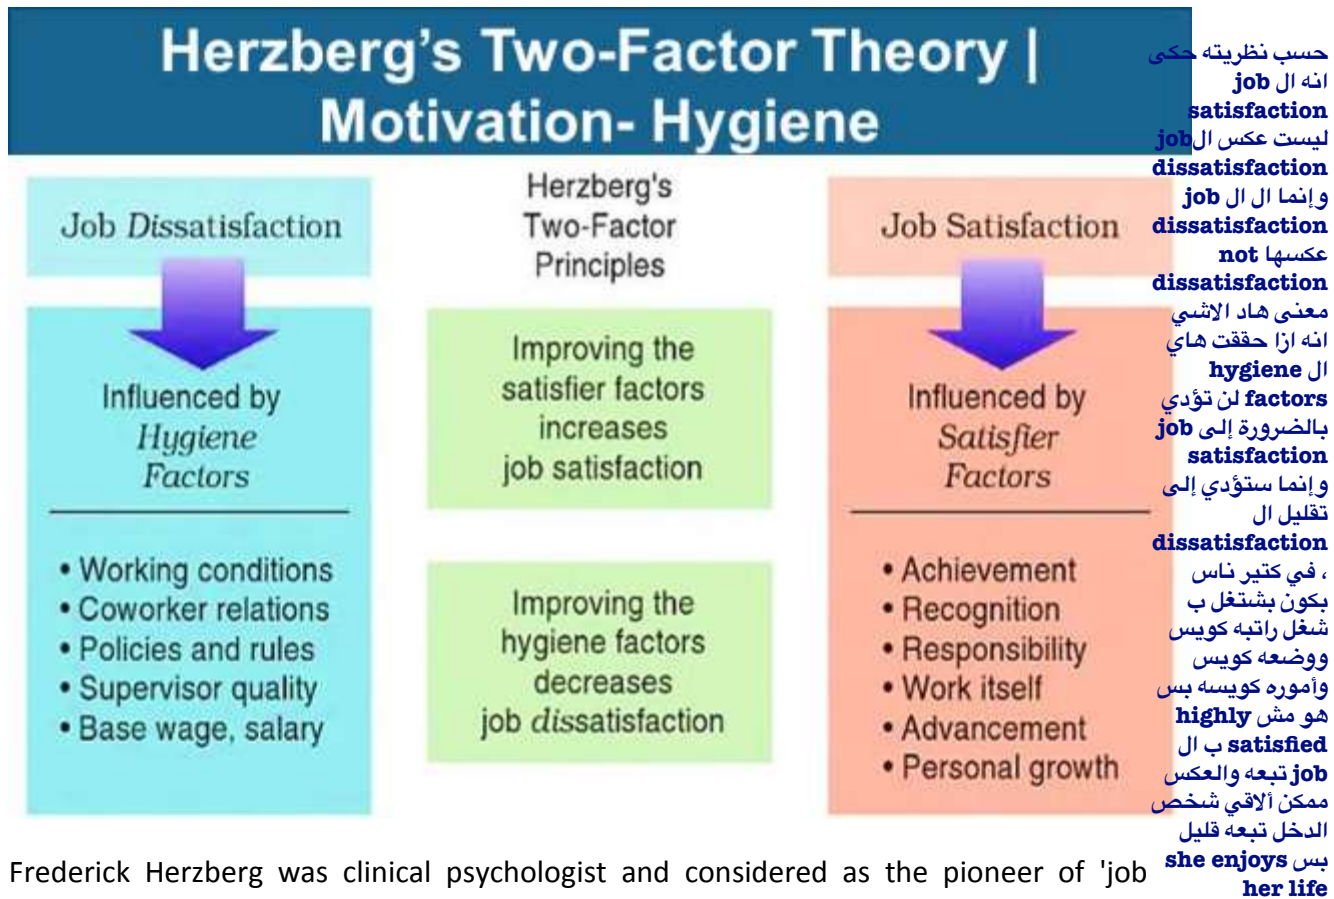 Herzberg's Two-Factor Theory |
Motivation- Hygiene
Job Dissatisfaction
Influenced by
Hygiene
Factors
• Working conditions
• Coworker relations
• Policies and rules
• Supervisor quality
• Base wage, salary
Herzberg's
Two-Factor
Principles
Improving the
satisfier factors
increases
job satisfaction
Improving the
hygiene factors
decreases
job dissatisfaction
Job Satisfaction
Influenced by
Satisfier
Factors
• Achievement
• Recognition
• Responsibility
• Work itself
• Advancement
• Personal growth
حسب نظريته حكى
انه ال job
satisfaction
ليست عكس الjob
dissatisfaction
وإنما ال ال job
dissatisfaction
عكسها not
dissatisfaction
معنى هاد الاشي
انه ازا حققت هاي
ال hygiene
factors لن تؤدي
بالضرورة إلى job
satisfaction
وإنما ستؤدي إلى
تقليل ال
dissatisfaction
، في كتير ناس
بكون بشتغل ب
شغل راتبه كويس
ووضعه كويس
وأموره كويسه بس
هو مش highly
satisfied ب ال
job تبعه والعكس
ممكن ألاقي شخص
الدخل تبعه قليل
بس she enjoys
her life
Frederick Herzberg was clinical psychologist and considered as the pioneer of 'job